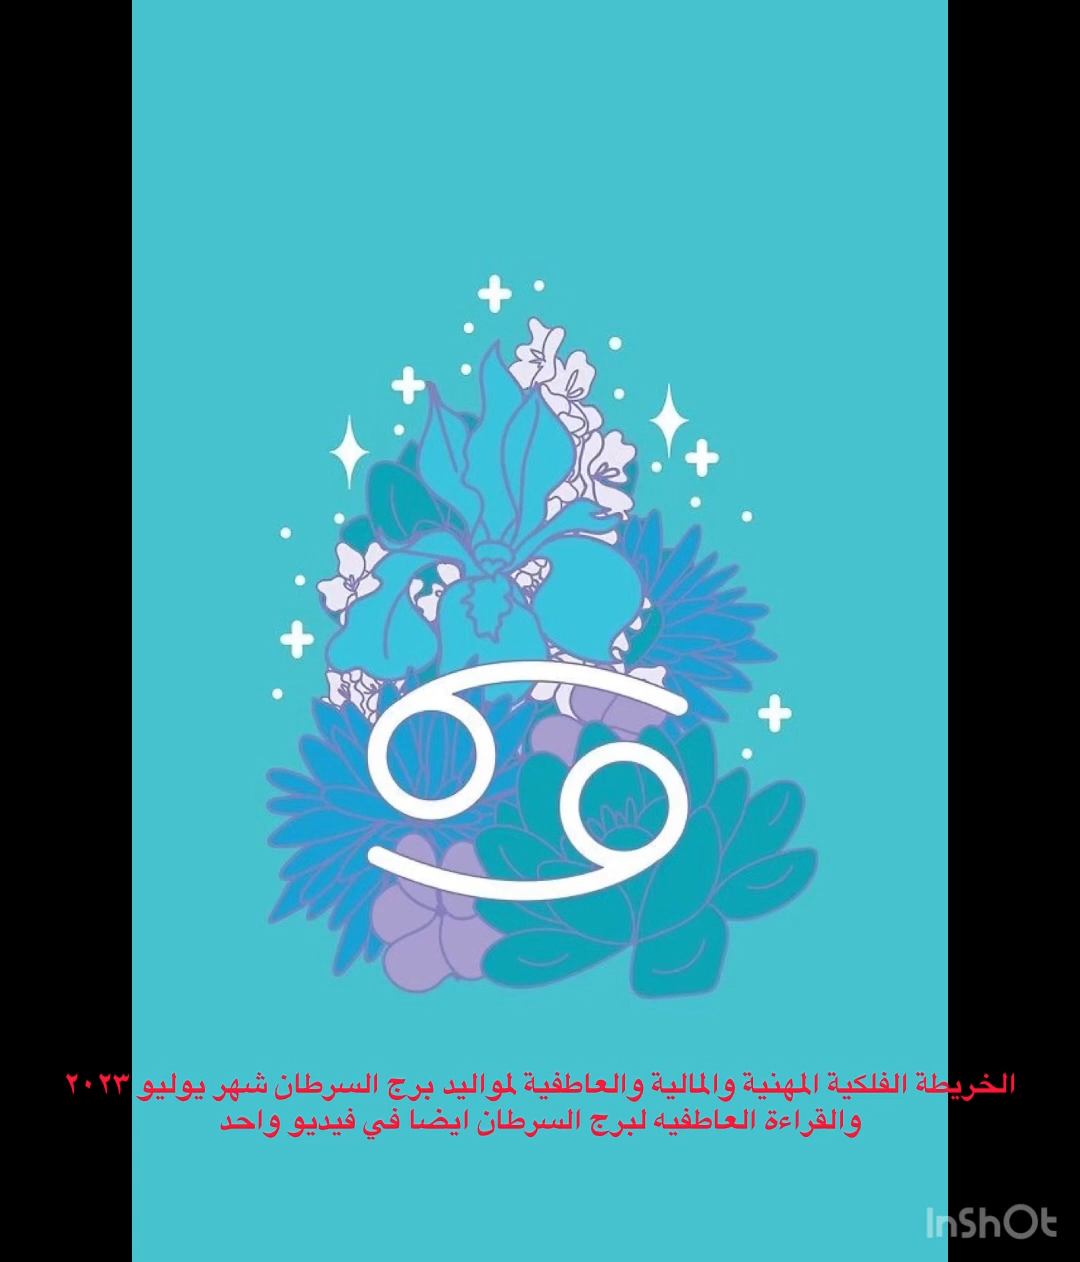 الخريطة الفلكية المهنية والمالية والعاطفية لمواليد برج السرطان شهر يوليو ٢٠٢٣
والقراءة العاطفيه لبرج السرطان ايضا في فيديو واحد
InShOt